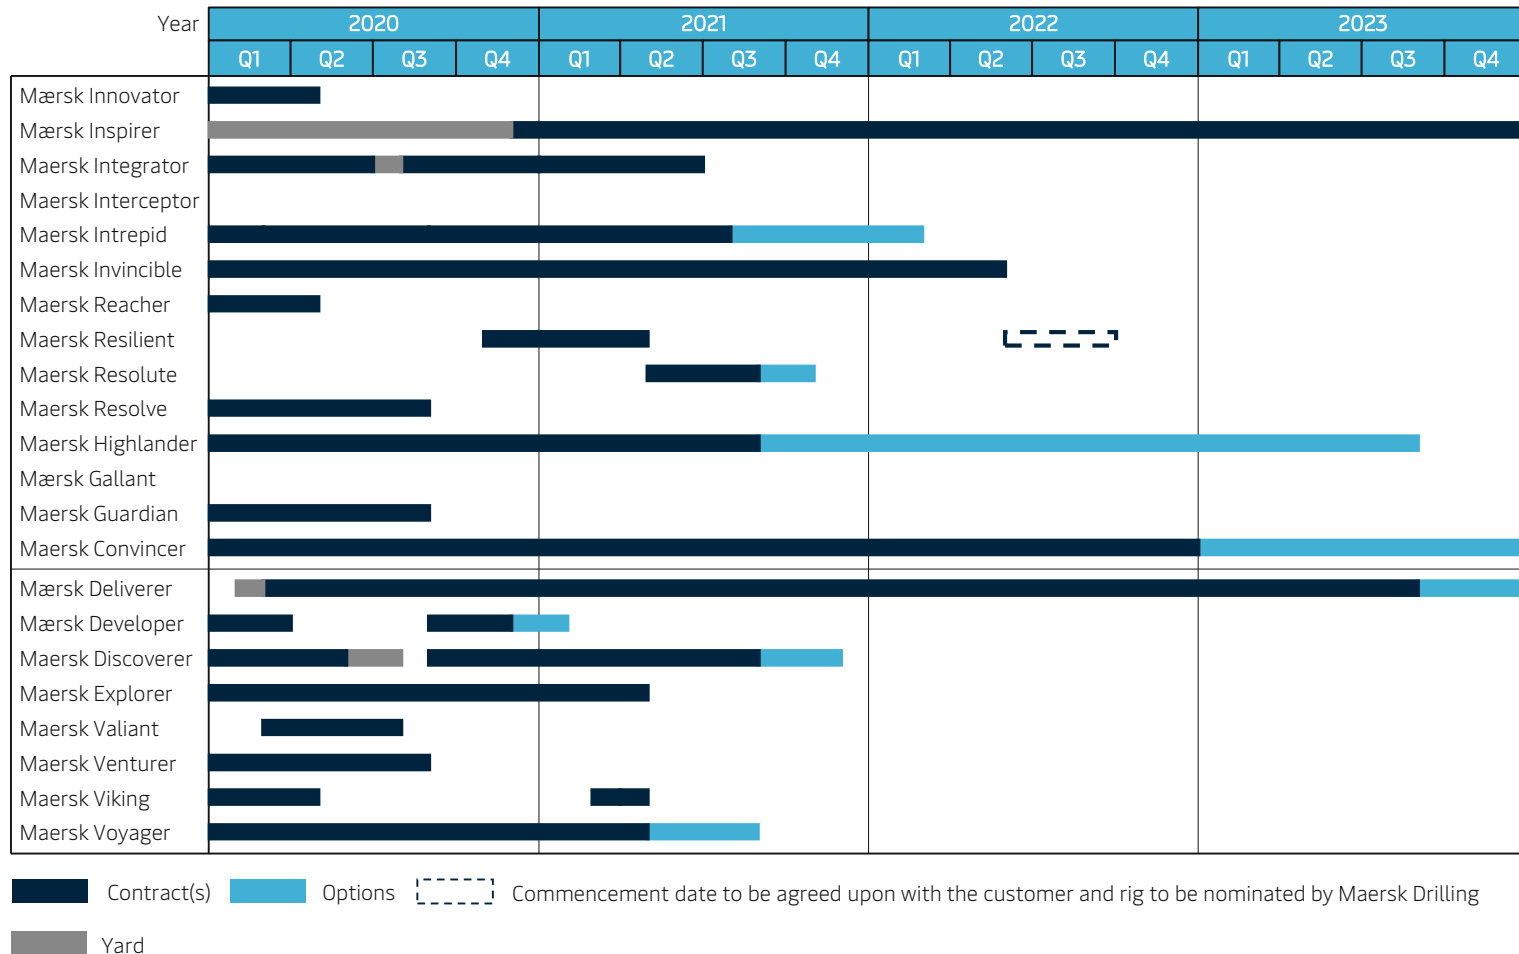 Year 2020 2021 2022 2023
Q1 Q2 Q3 Q4 Q1 Q2 Q3 Q4 Q1 Q2 Q3 Q4 Q1 Q2 Q3 Q4
Mærsk Innovator
Mærsk Inspirer
Maersk Integrator
Maersk Interceptor
Maersk Intrepid
Maersk Invincible
Maersk Reacher
Maersk Resilient
Maersk Resolute
Maersk Resolve
Maersk Highlander
Mærsk Gallant
Maersk Guardian
Maersk Convincer
Mærsk Deliverer
Mærsk Developer
Maersk Discoverer
Maersk Explorer
Maersk Valiant
Maersk Venturer
Maersk Viking
Maersk Voyager
Contract(s) Options Commencement date to be agreed upon with the customer and rig to be nominated by Maersk Drilling
Yard